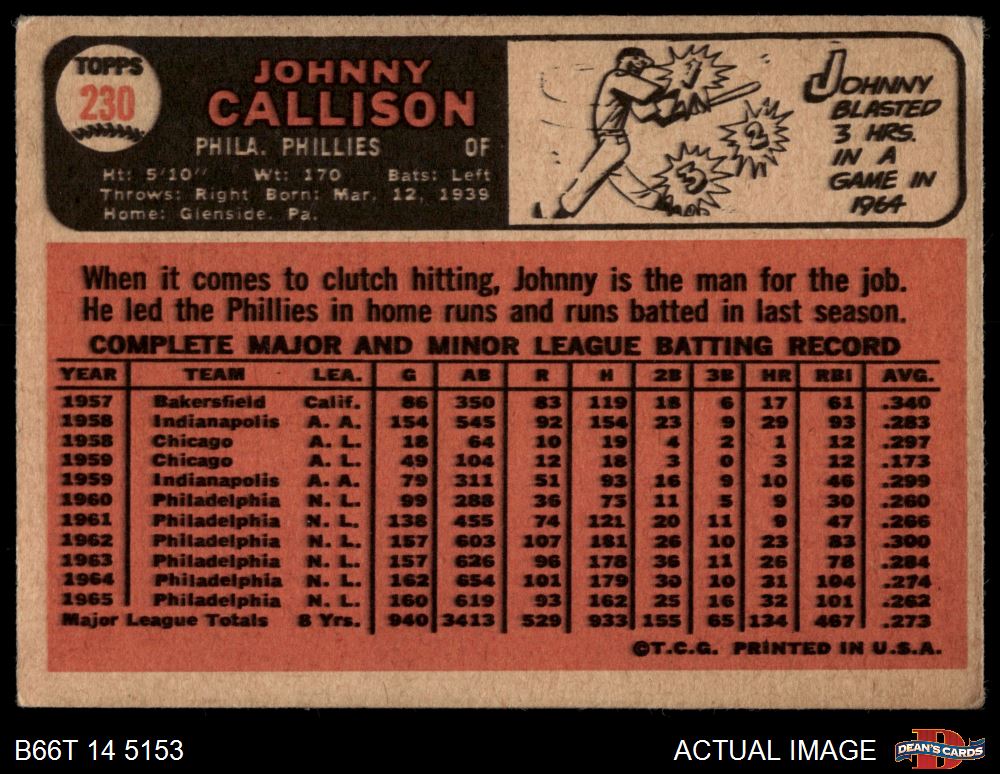 TOPPS
230
JOHNNY
CALLISON
PHILA. PHILLIES OF
Ht: 5'10" Wt: 170 Bats: Left
Throws: Right Born: Mar. 12, 1939
Home: Glenside, Pa.
1
2
3
JOHNNY
BLASTED
3 HRS.
IN A
GAME IN
1964
When it comes to clutch hitting, Johnny is the man for the job.
He led the Phillies in home runs and runs batted in last season.
COMPLETE MAJOR AND MINOR LEAGUE BATTING RECORD
YEAR TEAM LEA. G AB R H 2B 3B HR RBI AVG.
1957 Bakersfield Calif. 86 350 83 119 18 6 17 61 .340
1958 Indianapolis A. A. 154 545 92 154 23 9 29 93 .283
1958 Chicago A. L. 18 64 10 19 4 2 1 12 .297
1959 Chicago A. L. 49 104 12 18 3 0 3 12 .173
1959 Indianapolis A. A. 79 311 51 93 16 9 10 46 .299
1960 Philadelphia N. L. 99 288 36 75 11 5 9 30 .260
1961 Philadelphia N. L. 138 455 74 121 20 11 9 47 .266
1962 Philadelphia N. L. 157 603 107 181 26 10 23 83 .300
1963 Philadelphia N. L. 157 626 96 178 36 11 26 78 .284
1964 Philadelphia N. L. 162 654 101 179 30 10 31 104 .274
1965 Philadelphia N. L. 160 619 93 162 25 16 32 101 .262
Major League Totals 8 Yrs. 940 3413 529 933 155 65 134 467 .273
©T.C.G. PRINTED IN U.S.A.
B66T 14 5153
ACTUAL IMAGE
DEAN'S CARDS